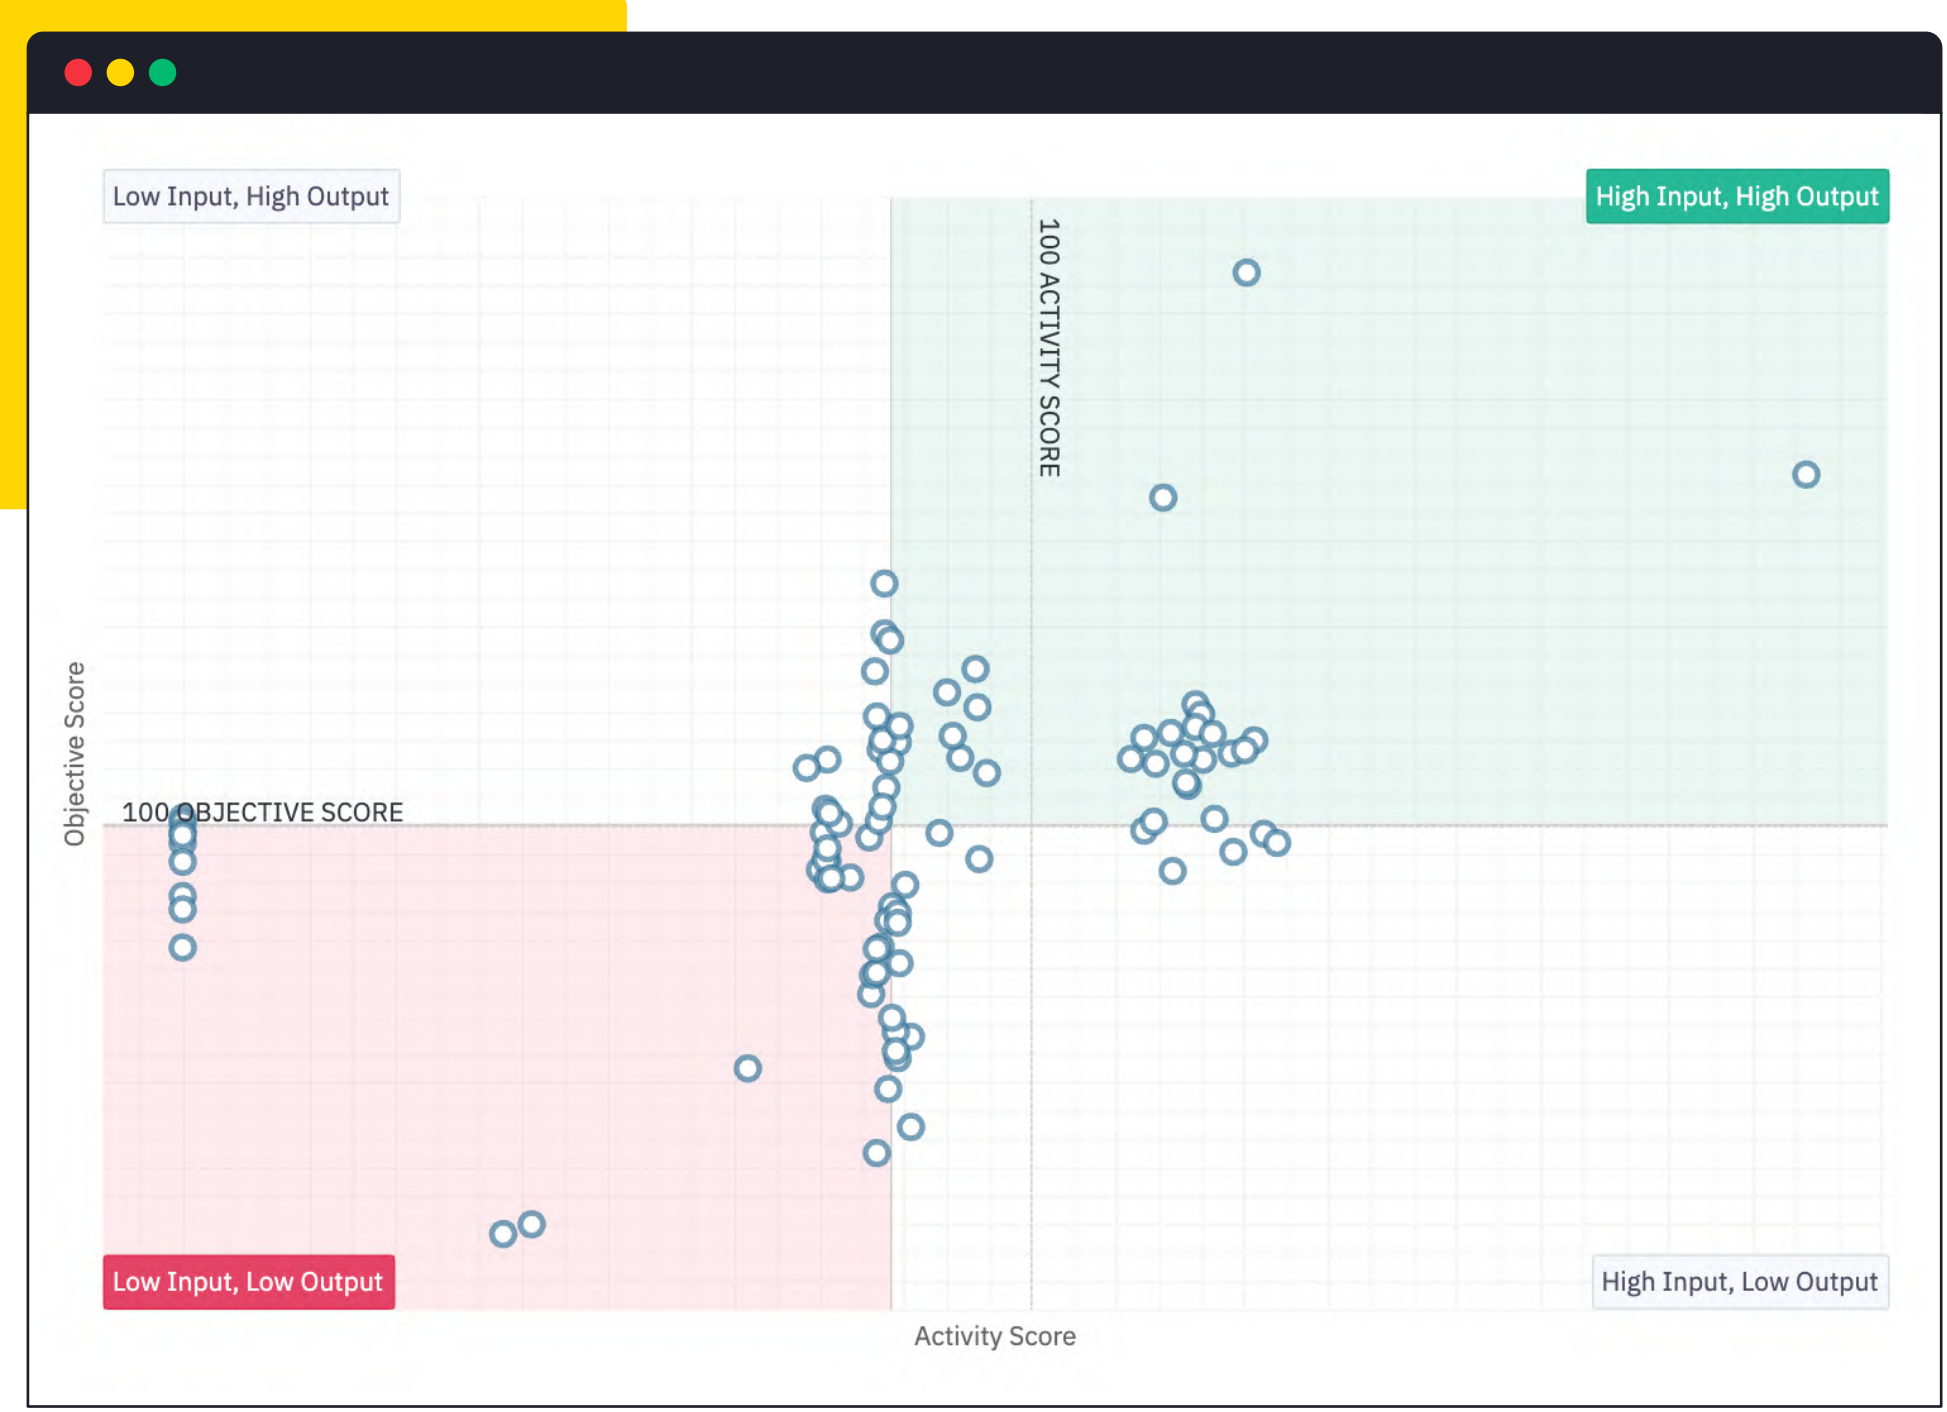 Low Input, High Output
High Input, High Output
100 ACTIVITY SCORE
Objective Score
100 OBJECTIVE SCORE
Low Input, Low Output
High Input, Low Output
Activity Score